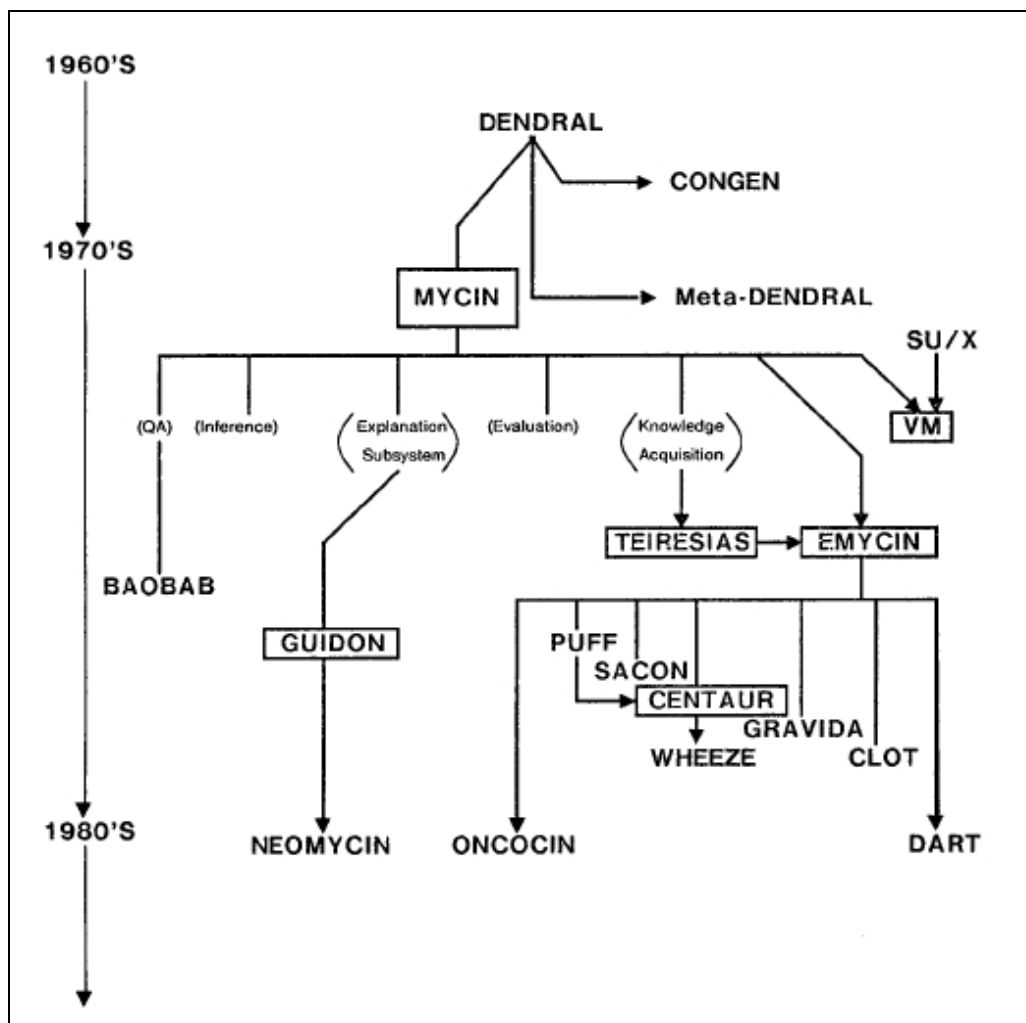 1960'S
DENDRAL
CONGEN
1970'S
MYCIN
Meta-DENDRAL
SU/X
(QA)
(Inference)
(Explanation
Subsystem)
(Evaluation)
(Knowledge
Acquisition)
VM
TEIRESIAS
EMYCIN
BAOBAB
GUIDON
PUFF
SACON
CENTAUR
GRAVIDA
WHEEZE
CLOT
1980'S
NEOMYCIN
ONCOCIN
DART